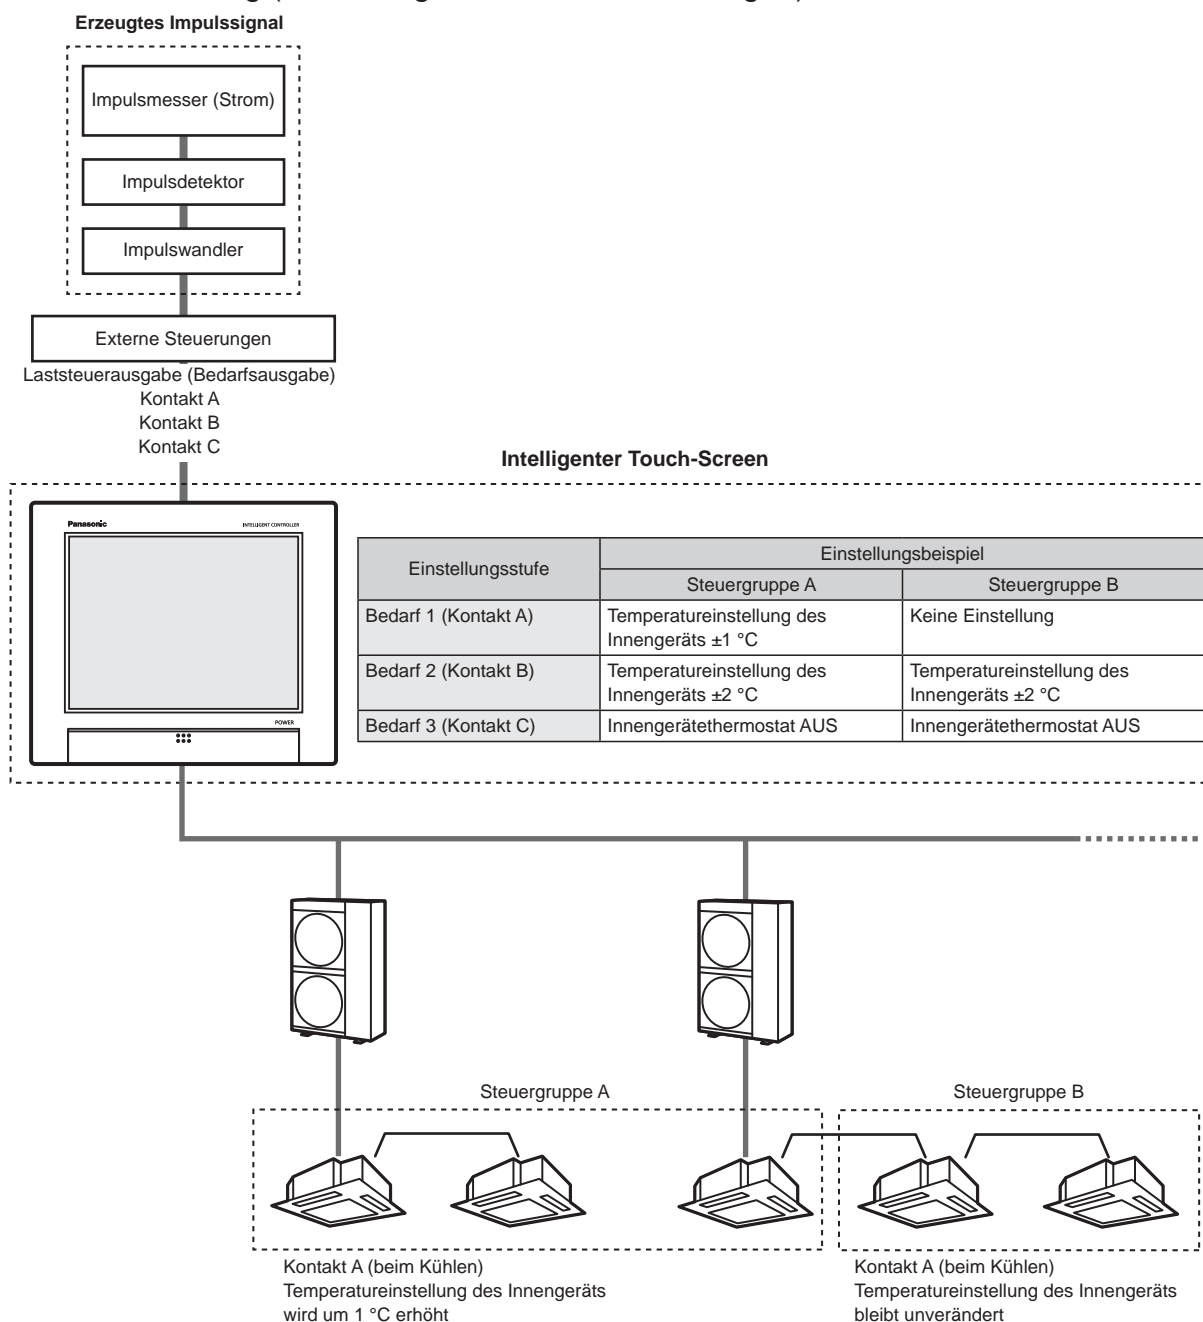 Erzeugtes Impulssignal
Impulsmesser (Strom)
Impulsdetektor
Impulswandler
Externe Steuerungen
Laststeuerausgabe (Bedarfsausgabe)
Kontakt A
Kontakt B
Kontakt C
Intelligenter Touch-Screen
Panasonic INTELLIGENT CONTROLLER
POWER
Einstellungsstufe
Einstellungsbeispiel
Steuergruppe A
Steuergruppe B
Bedarf 1 (Kontakt A)
Temperatureinstellung des
Innengeräts ±1 °C
Keine Einstellung
Bedarf 2 (Kontakt B)
Temperatureinstellung des
Innengeräts ±2 °C
Temperatureinstellung des
Innengeräts ±2 °C
Bedarf 3 (Kontakt C)
Innengerätethermostat AUS
Innengerätethermostat AUS
Steuergruppe A
Steuergruppe B
Kontakt A (beim Kühlen)
Temperatureinstellung des Innengeräts
wird um 1 °C erhöht
Kontakt A (beim Kühlen)
Temperatureinstellung des Innengeräts
bleibt unverändert